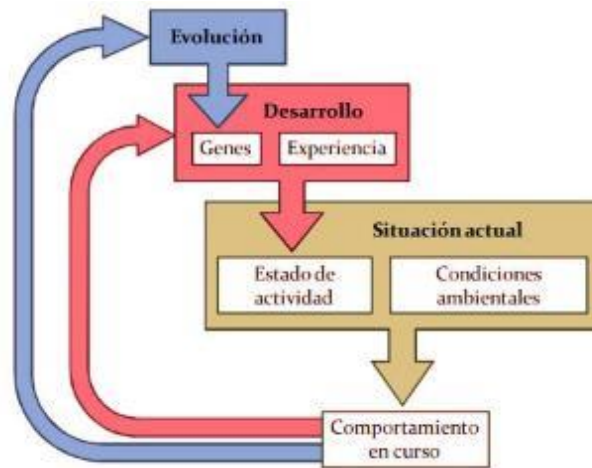 Evolución
Desarrollo
Genes
Experiencia
Situación actual
Estado de
actividad
Condiciones
ambientales
Comportamiento
en curso